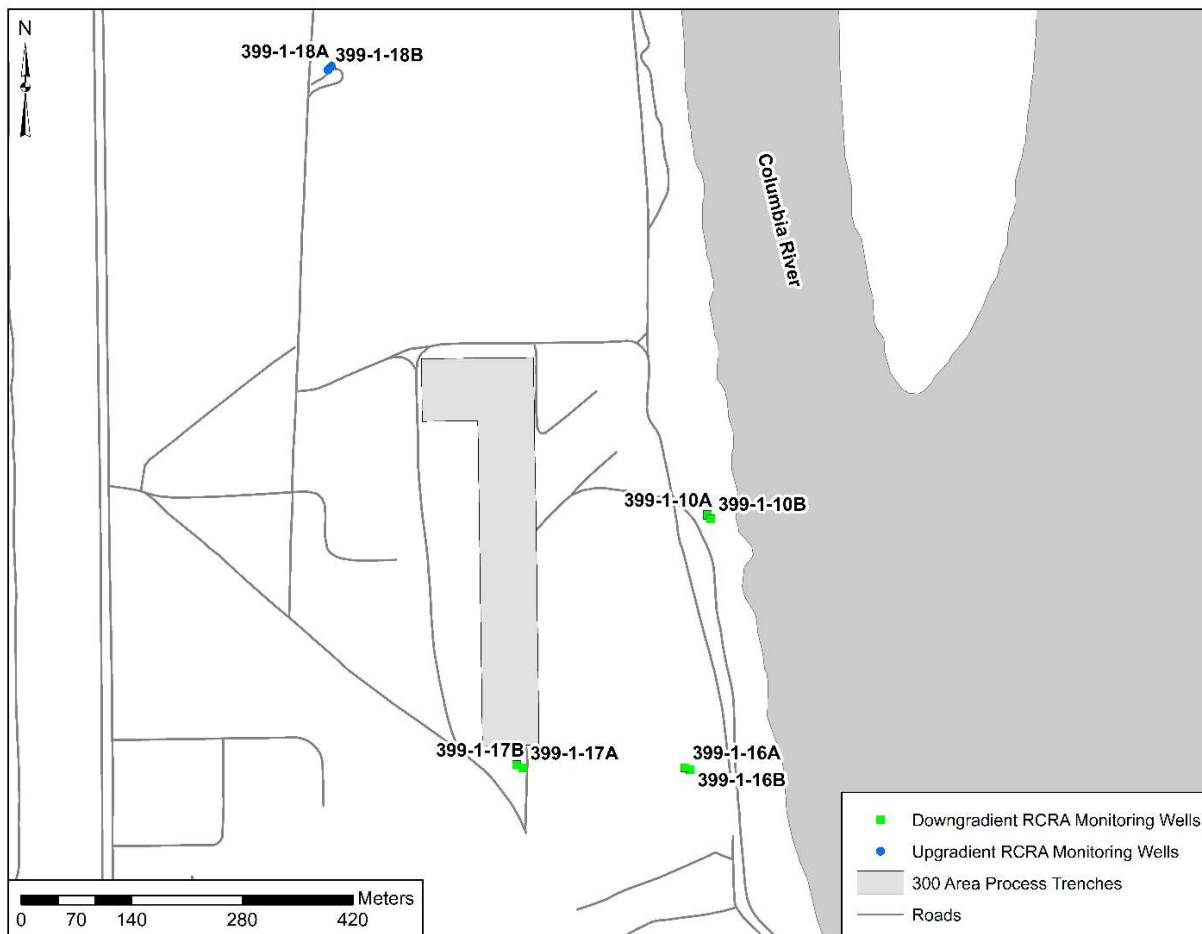 N
399-1-18A
399-1-18B
Columbia River
399-1-10A
399-1-10B
399-1-17B
399-1-17A
399-1-16A
399-1-16B
Downgradient RCRA Monitoring Wells
Upgradient RCRA Monitoring Wells
300 Area Process Trenches
Roads
Meters
0 70 140 280 420